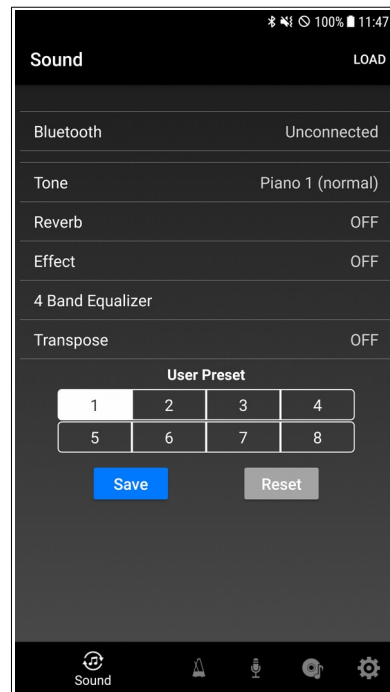 100% 11:47
Sound LOAD
Bluetooth Unconnected
Tone Piano 1 (normal)
Reverb OFF
Effect OFF
4 Band Equalizer
Transpose OFF
User Preset
1 2 3 4
5 6 7 8
Save Reset
Sound